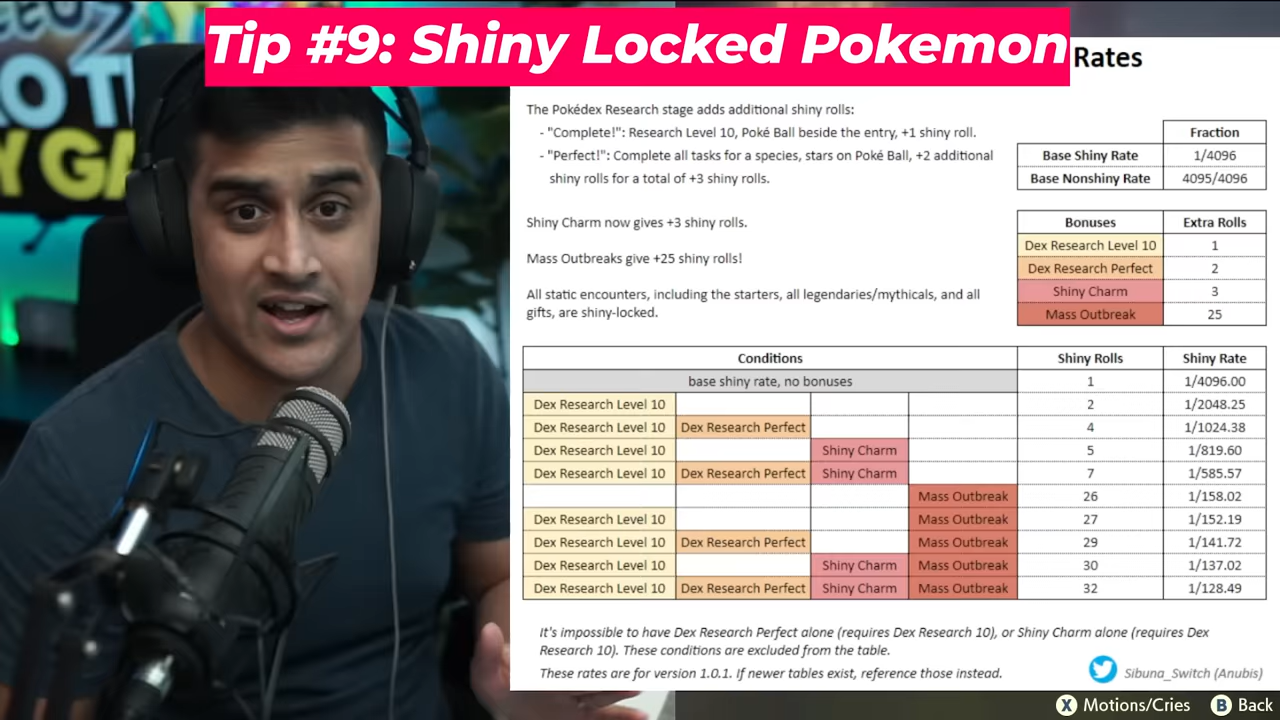 Tip #9: Shiny Locked Pokemon
Rates
The Pokédex Research stage adds additional shiny rolls:
- "Complete!": Research Level 10, Poké Ball beside the entry, +1 shiny roll.
- "Perfect!": Complete all tasks for a species, stars on Poké Ball, +2 additional
shiny rolls for a total of +3 shiny rolls.
Shiny Charm now gives +3 shiny rolls.
Mass Outbreaks give +25 shiny rolls!
All static encounters, including the starters, all legendaries/mythicals, and all
gifts, are shiny-locked.
Fraction
Base Shiny Rate 1/4096
Base Nonshiny Rate 4095/4096
Bonuses Extra Rolls
Dex Research Level 10 1
Dex Research Perfect 2
Shiny Charm 3
Mass Outbreak 25
Conditions Shiny Rolls Shiny Rate
base shiny rate, no bonuses 1 1/4096.00
Dex Research Level 10 2 1/2048.25
Dex Research Level 10 Dex Research Perfect 4 1/1024.38
Dex Research Level 10 Shiny Charm 5 1/819.60
Dex Research Level 10 Dex Research Perfect Shiny Charm 7 1/585.57
Mass Outbreak 26 1/158.02
Dex Research Level 10 Mass Outbreak 27 1/152.19
Dex Research Level 10 Dex Research Perfect Mass Outbreak 29 1/141.72
Dex Research Level 10 Shiny Charm Mass Outbreak 30 1/137.02
Dex Research Level 10 Dex Research Perfect Shiny Charm Mass Outbreak 32 1/128.49
It's impossible to have Dex Research Perfect alone (requires Dex Research 10), or Shiny Charm alone (requires Dex
Research 10). These conditions are excluded from the table.
These rates are for version 1.0.1. If newer tables exist, reference those instead.
Sibuna_Switch (Anubis)
X Motions/Cries B Back